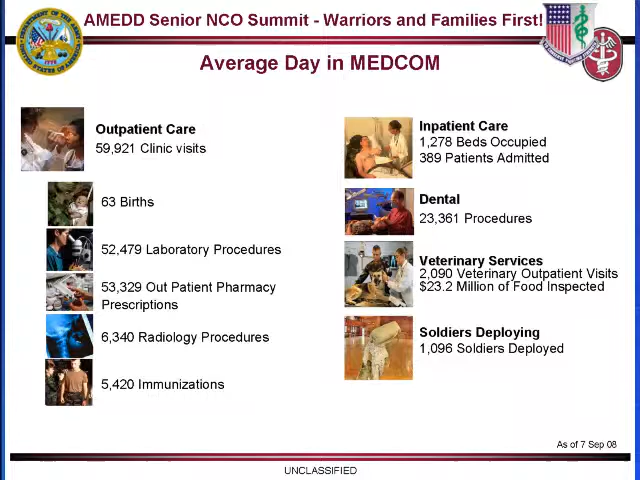 AMEDD Senior NCO Summit - Warriors and Families First!
Average Day in MEDCOM
Outpatient Care
59,921 Clinic visits
63 Births
52,479 Laboratory Procedures
53,329 Out Patient Pharmacy
Prescriptions
6,340 Radiology Procedures
5,420 Immunizations
Inpatient Care
1,278 Beds Occupied
389 Patients Admitted
Dental
23,361 Procedures
Veterinary Services
2,090 Veterinary Outpatient Visits
$23.2 Million of Food Inspected
Soldiers Deploying
1,096 Soldiers Deployed
As of 7 Sep 08
UNCLASSIFIED